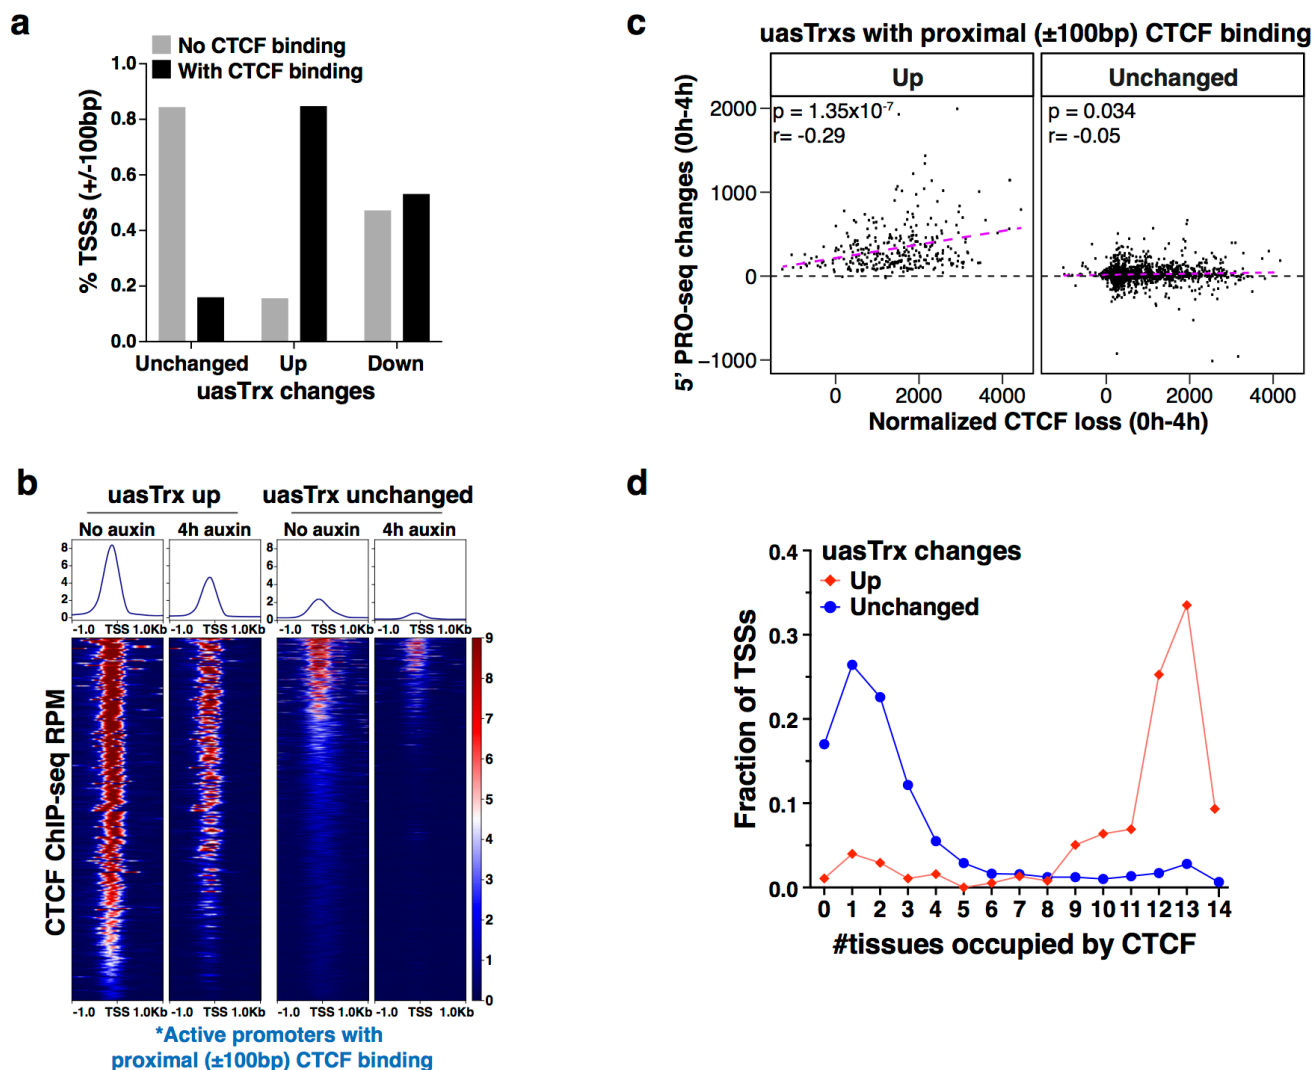 a
No CTCF binding
With CTCF binding
% TSSs (+/-100bp)
1.0
0.8
0.6
0.4
0.2
0.0
Unchanged Up Down
uasTrx changes
c
uasTrxs with proximal (±100bp) CTCF binding
Up Unchanged
p = 1.35x10-7
r= -0.29
p = 0.034
r= -0.05
5' PRO-seq changes (0h-4h)
2000
1000
0
−1000
0 2000 4000 0 2000 4000
Normalized CTCF loss (0h-4h)
b
uasTrx up uasTrx unchanged
No auxin 4h auxin No auxin 4h auxin
8
6
4
2
0
8
6
4
2
0
-1.0 TSS 1.0Kb -1.0 TSS 1.0Kb -1.0 TSS 1.0Kb -1.0 TSS 1.0Kb
CTCF ChIP-seq RPM
9
8
7
6
5
4
3
2
1
0
-1.0 TSS 1.0Kb -1.0 TSS 1.0Kb -1.0 TSS 1.0Kb -1.0 TSS 1.0Kb
*Active promoters with
proximal (±100bp) CTCF binding
d
uasTrx changes
Up
Unchanged
Fraction of TSSs
0.4
0.3
0.2
0.1
0.0
0 1 2 3 4 5 6 7 8 9 10 11 12 13 14
#tissues occupied by CTCF